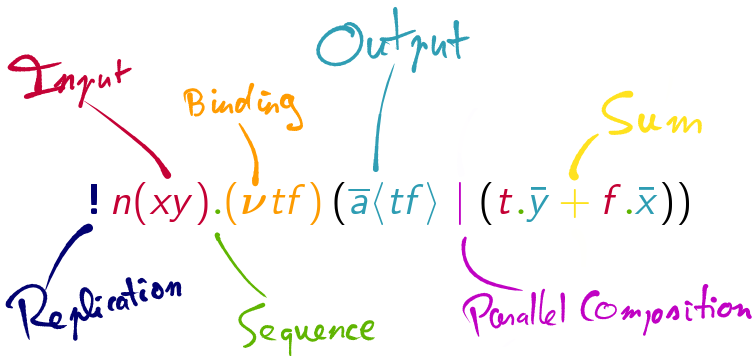 Output
Input
Binding
Sum
! n(xy).(νtf)(a̅⟨tf⟩ | (t.y̅ + f.x̅))
Replication
Sequence
Parallel Composition